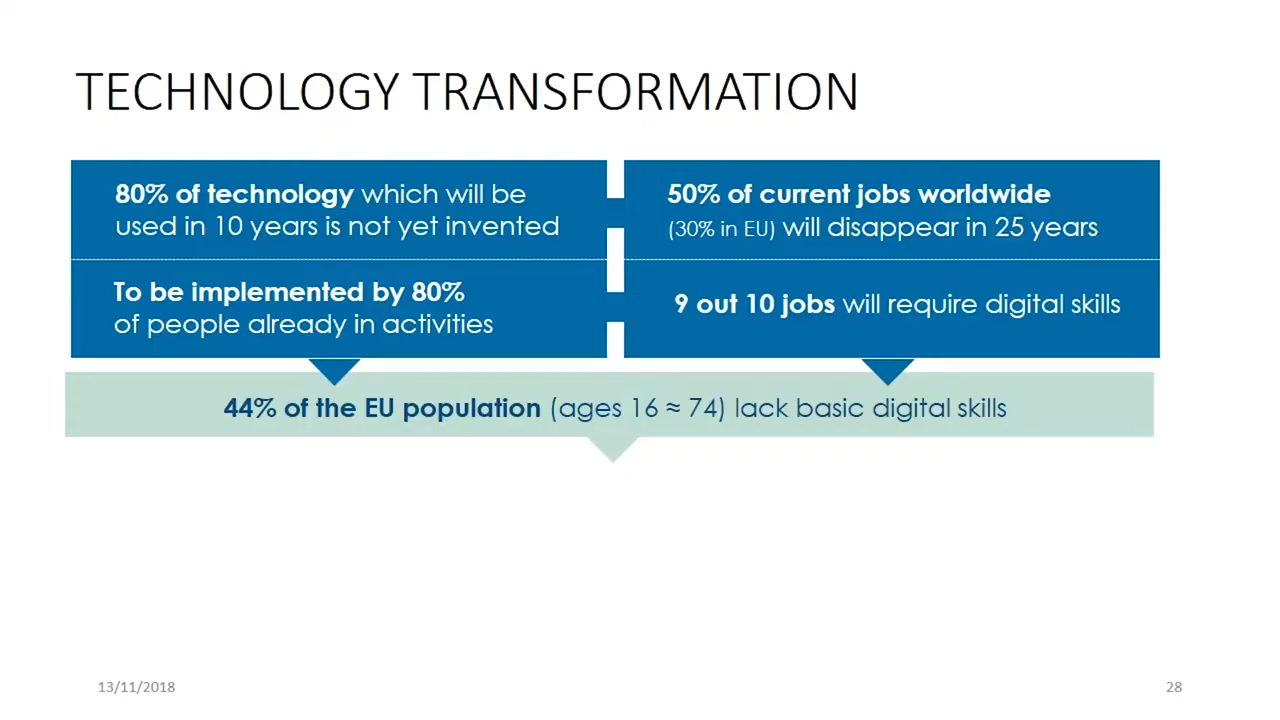 TECHNOLOGY TRANSFORMATION
80% of technology which will be
used in 10 years is not yet invented
50% of current jobs worldwide
(30% in EU) will disappear in 25 years
To be implemented by 80%
of people already in activities
9 out 10 jobs will require digital skills
44% of the EU population (ages 16 ≈ 74) lack basic digital skills
13/11/2018
28